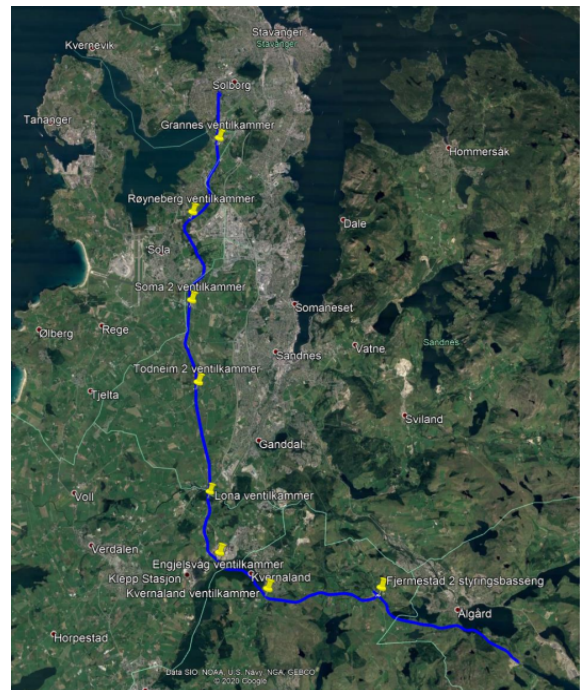 Stavanger
Stavanger
Kvernevik
Solborg
Tananger
Grannes ventilkammer
Hommersåk
Røyneberg ventilkammer
Dale
Sola
Soma 2 ventilkammer
Somaneset
Ølberg
Rege
Vatne
Sandnes
Sandnes
Todneim 2 ventilkammer
Tjelta
Sviland
Ganddal
Voll
Lona ventilkammer
Verdalen
Engjelsvåg ventilkammer
Klepp Stasjon
Kvernaland
Fjermestad 2 styringsbasseng
Kvernaland ventilkammer
Ålgård
Horpestad
Data SIO, NOAA, U.S. Navy, NGA, GEBCO
© 2020 Google